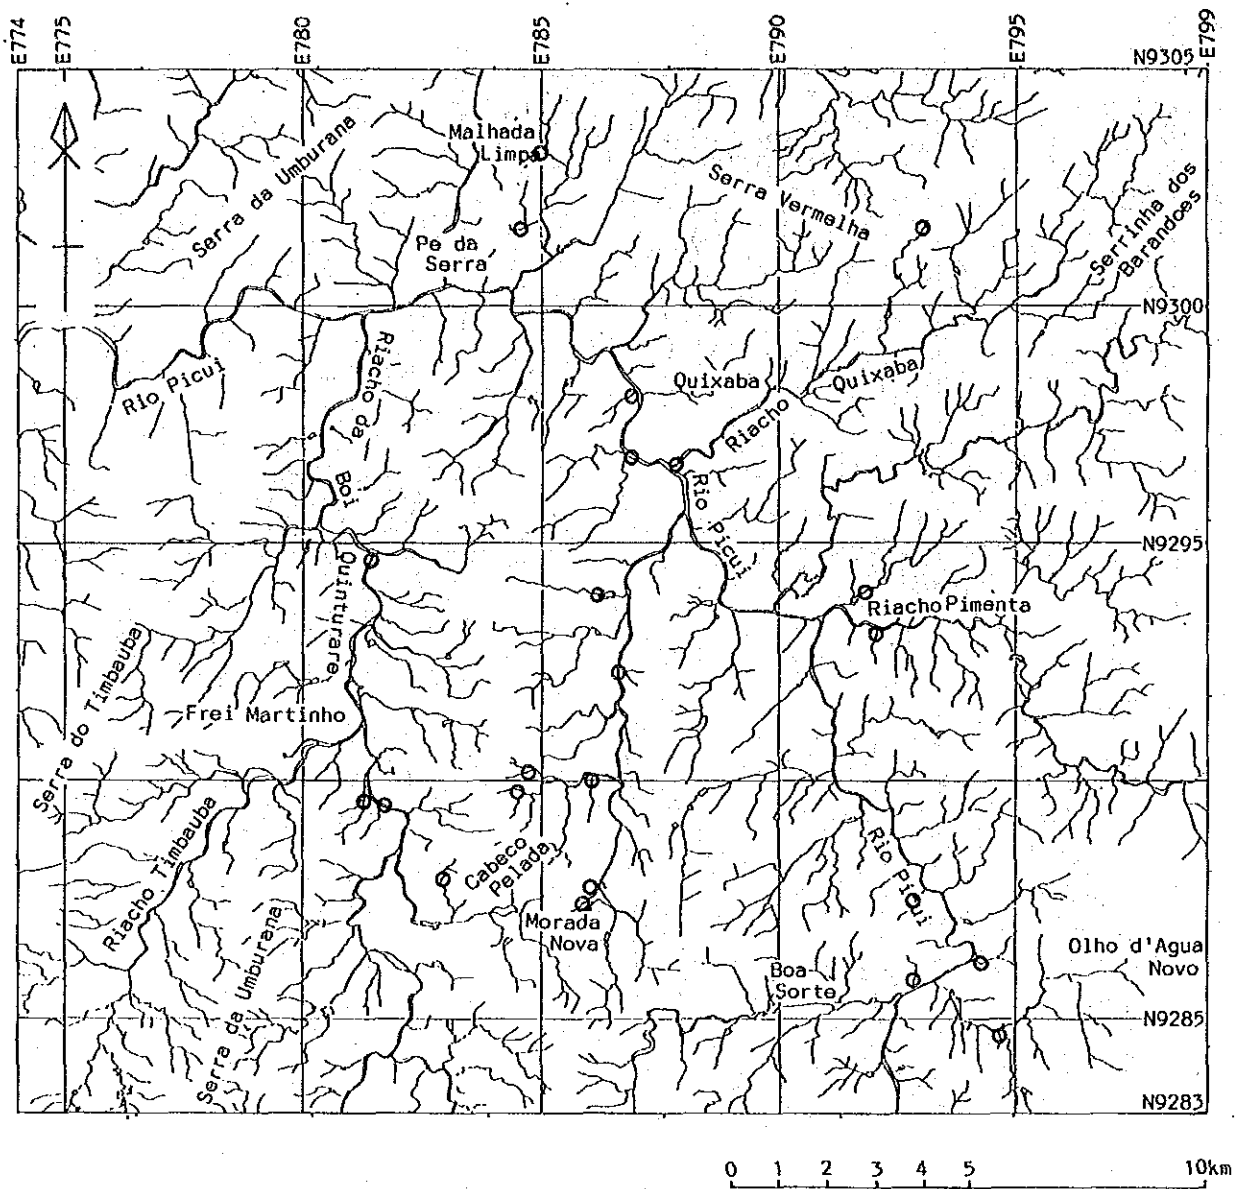 E774
E775
E780
E785
E790
E795
E799
N9305
Malhada
Limpa
Serra da Umburana
Serra Vermelha
Serrinha dos
Barandoes
Pe da
Serra
N9300
Rio Picui
Riacho da
Boi
Quixaba
Riacho
Quixaba
Rio Picui
N9295
Quinturare
Riacho Pimenta
Serra do Timbauba
Frei Martinho
Riacho Timbauba
Cabeco
Pelada
Rio Picui
Morada
Nova
Serra da Umburana
Boa
Sorte
Olho d'Agua
Novo
N9285
N9283
0 1 2 3 4 5 10km